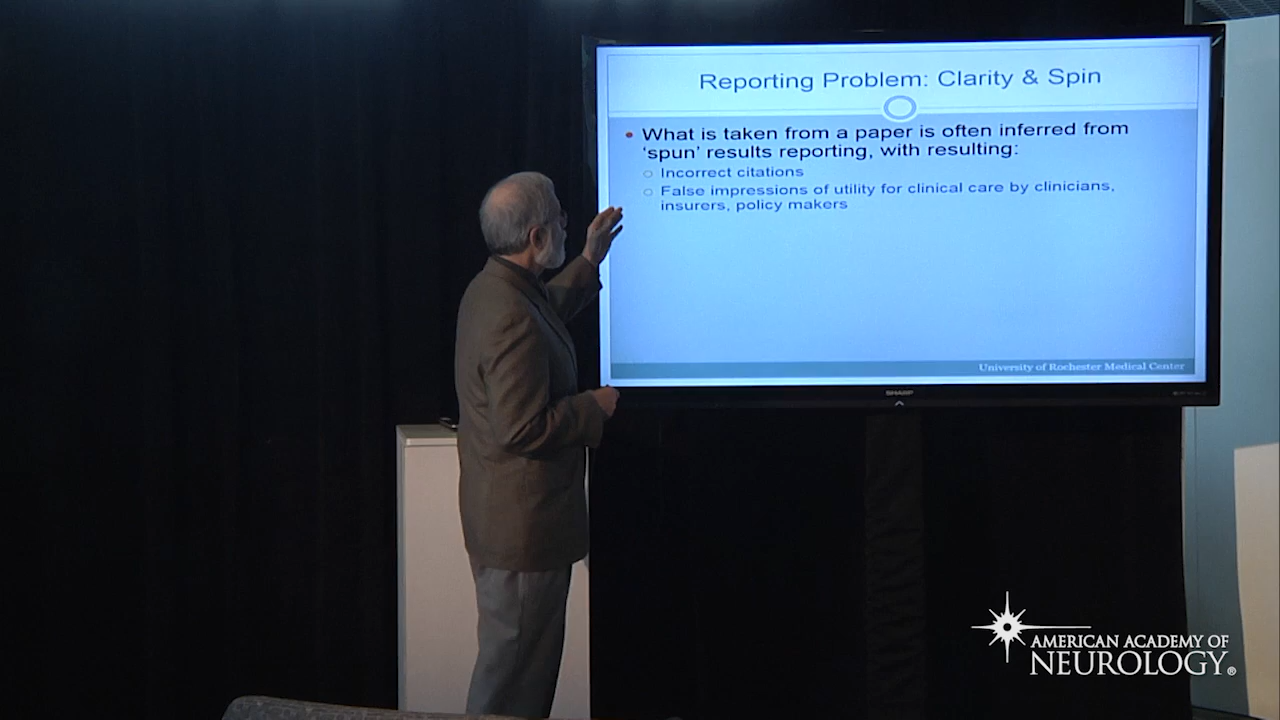 Reporting Problem: Clarity & Spin
• What is taken from a paper is often inferred from
‘spun’ results reporting, with resulting:
○ Incorrect citations
○ False impressions of utility for clinical care by clinicians,
insurers, policy makers
University of Rochester Medical Center
SHARP
AMERICAN ACADEMY OF
NEUROLOGY®